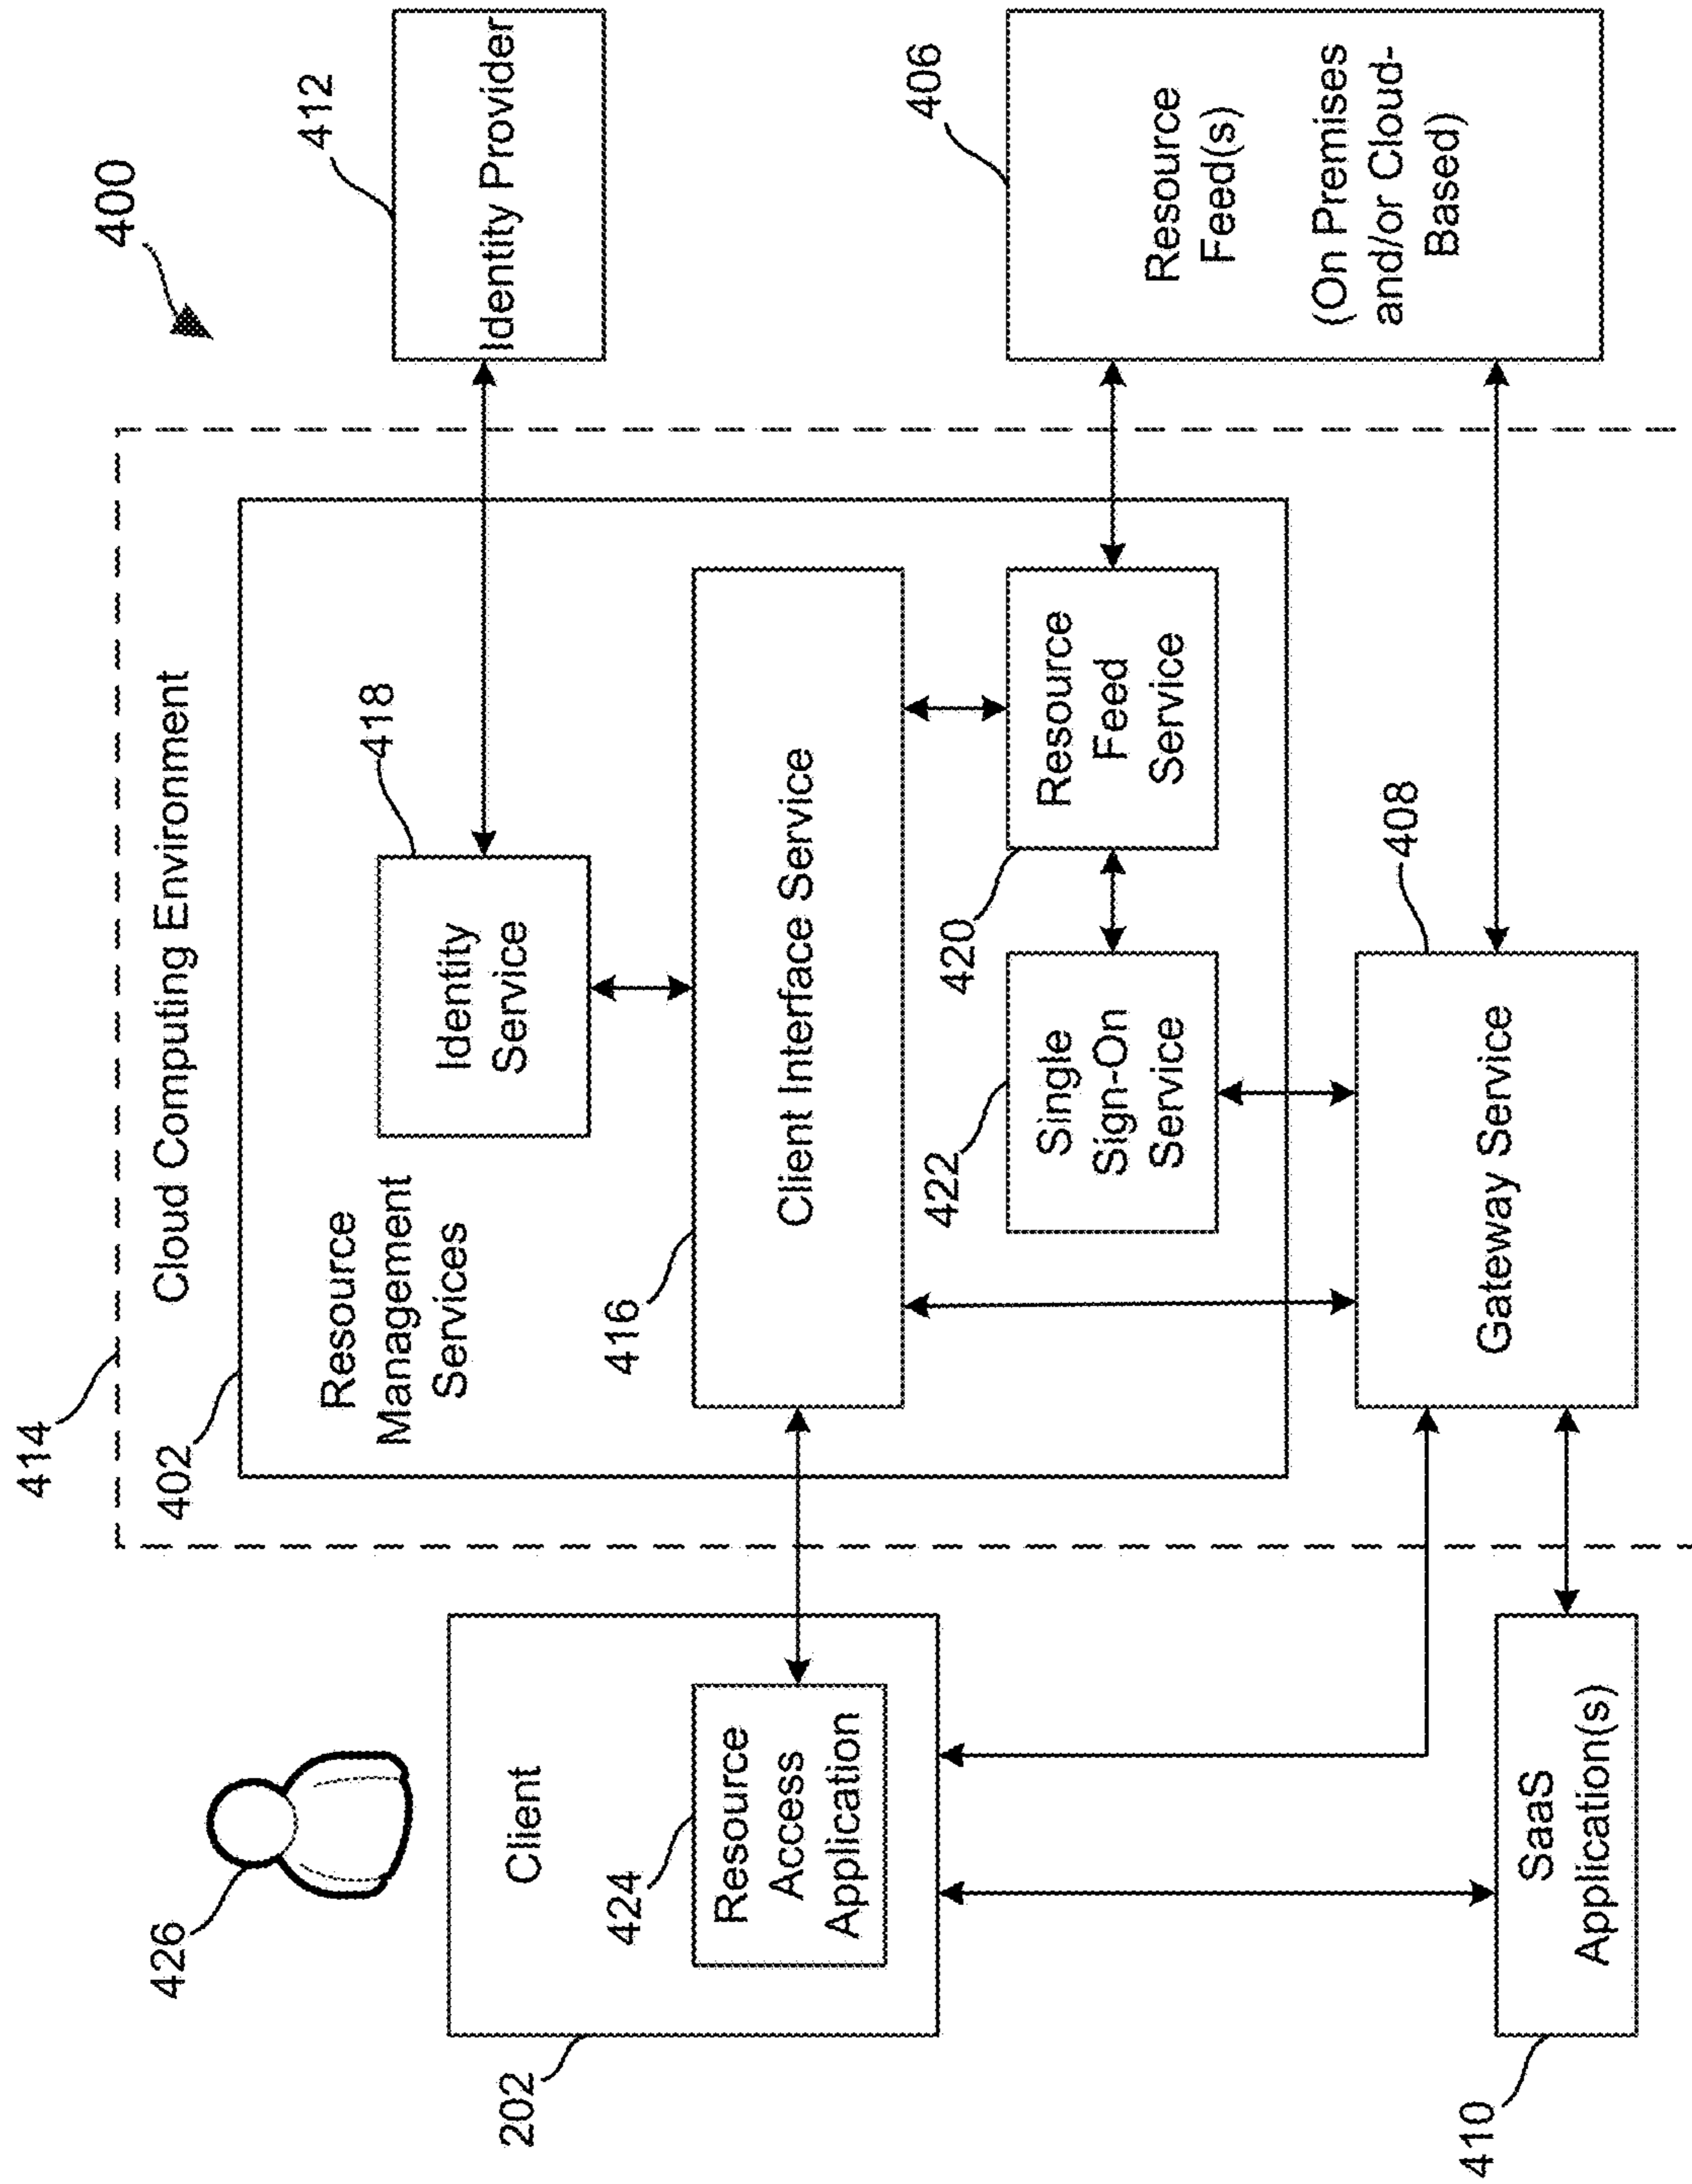 400
414
Cloud Computing Environment
402
Resource
Management
Services
426
Client
202
424
Resource
Access
Application
418
Identity
Service
412
Identity Provider
416
Client Interface Service
422
Single
Sign-On
Service
420
Resource
Feed
Service
406
Resource
Feed(s)
(On Premises
and/or Cloud-
Based)
410
SaaS
Application(s)
408
Gateway Service